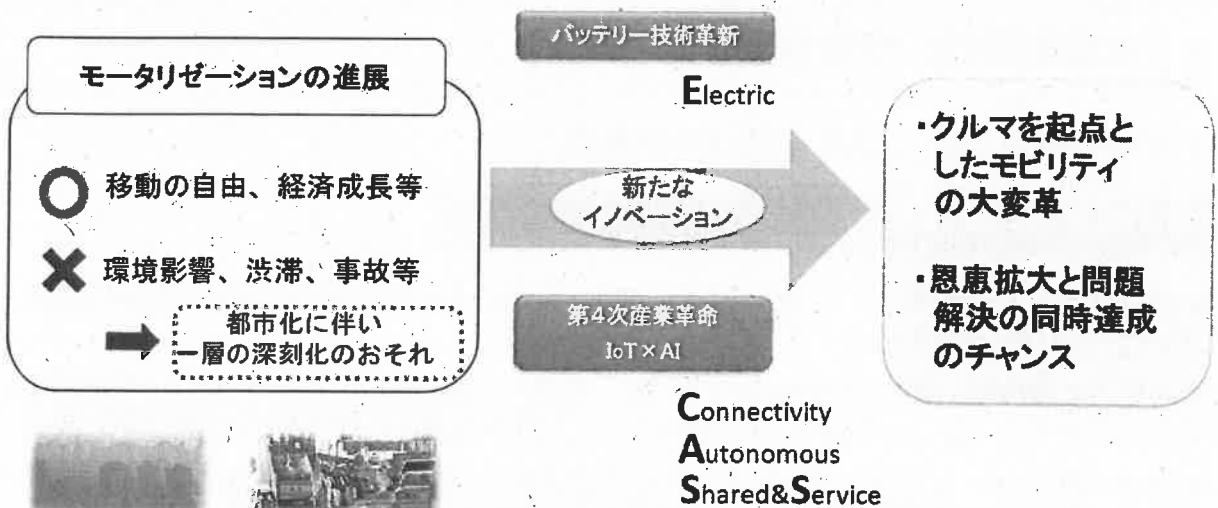 モータリゼーションの進展
移動の自由、経済成長等
環境影響、渋滞、事故等
都市化に伴い
一層の深刻化のおそれ
バッテリー技術革新
Electric
新たな
イノベーション
第4次産業革命
IoT×AI
Connectivity
Autonomous
Shared&Service
・クルマを起点と
したモビリティ
の大変革
・恩恵拡大と問題
解決の同時達成
のチャンス